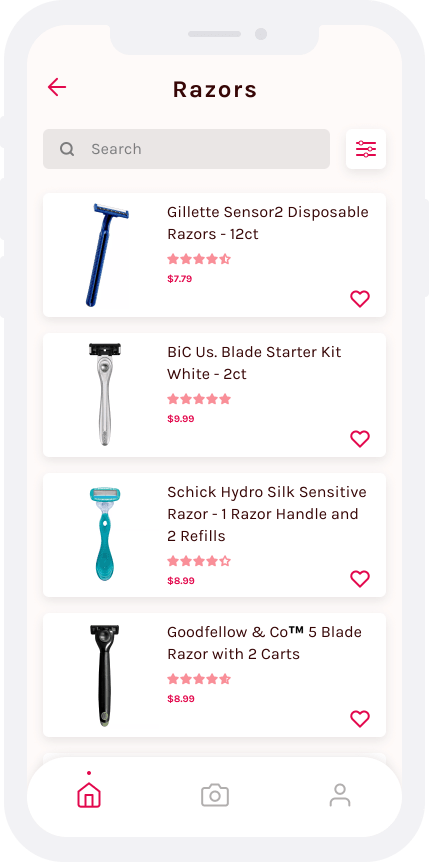 Razors
Search
Gillette Sensor2 Disposable
Razors - 12ct
$7.79
BiC Us. Blade Starter Kit
White - 2ct
$9.99
Schick Hydro Silk Sensitive
Razor - 1 Razor Handle and
2 Refills
$8.99
Goodfellow & Co™ 5 Blade
Razor with 2 Carts
$8.99